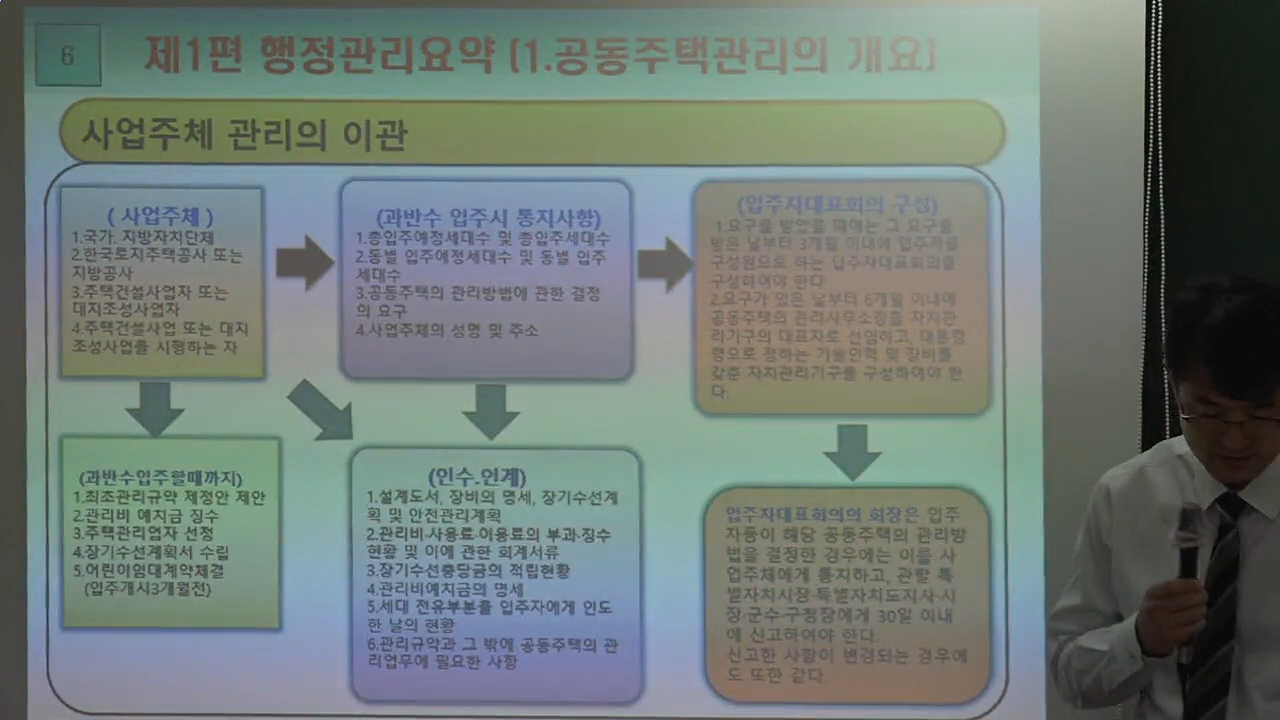 6
제1편 행정관리요약 [1.공동주택관리의 개요]
사업주체 관리의 이관
( 사업주체 )
1.국가, 지방자치단체
2.한국토지주택공사 또는
지방공사
3.주택건설사업자 또는
대지조성사업자
4.주택건설사업 또는 대지
조성사업을 시행하는 자
(과반수 입주시 통지사항)
1.총입주예정세대수 및 총입주세대수
2.동별 입주예정세대수 및 동별 입주
세대수
3.공동주택의 관리방법에 관한 결정
의 요구
4.사업주체의 성명 및 주소
(입주자대표회의 구성)
1.요구를 받았을 때에는 그 요구를
받은 날부터 3개월 이내에 입주자를
구성원으로 하는 입주자대표회의를
구성하여야 한다
2.요구가 있은 날부터 6개월 이내에
공동주택의 관리사무소장을 자치관
리기구의 대표자로 선임하고, 대통령
령으로 정하는 기술인력 및 장비를
갖춘 자치관리기구를 구성하여야 한
다.
(과반수입주할때까지)
1.최초관리규약 제정안 제안
2.관리비 예치금 징수
3.주택관리업자 선정
4.장기수선계획서 수립
5.어린이임대계약체결
(입주개시3개월전)
(인수.인계)
1.설계도서, 장비의 명세, 장기수선계
획 및 안전관리계획
2.관리비·사용료·이용료의 부과·징수
현황 및 이에 관한 회계서류
3.장기수선충당금의 적립현황
4.관리비예치금의 명세
5.세대 전유부분을 입주자에게 인도
한 날의 현황
6.관리규약과 그 밖에 공동주택의 관
리업무에 필요한 사항
입주자대표회의의 회장은 입주
자등이 해당 공동주택의 관리방
법을 결정한 경우에는 이를 사
업주체에게 통지하고, 관할 특
별자치시장·특별자치도지사·시
장·군수·구청장에게 30일 이내
에 신고하여야 한다.
신고한 사항이 변경되는 경우에
도 또한 같다.